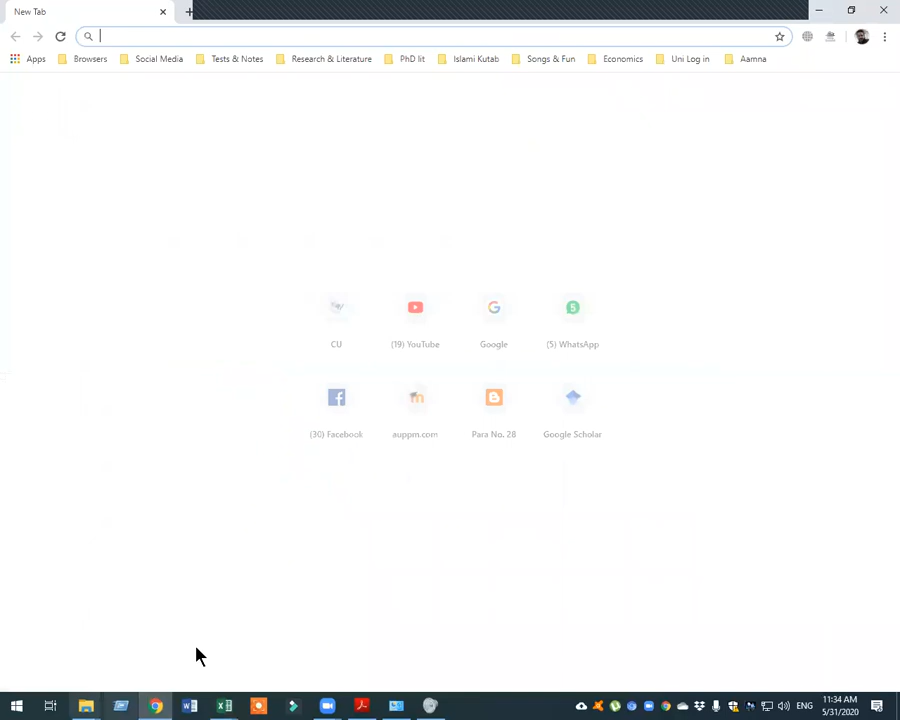 New Tab
Apps Browsers Social Media Tests & Notes Research & Literature PhD lit Islami Kutab Songs & Fun Economics Uni Log in Aamna
CU (19) YouTube Google (5) WhatsApp
(30) Facebook auppm.com Para No. 28 Google Scholar
ENG 11:34 AM
5/31/2020